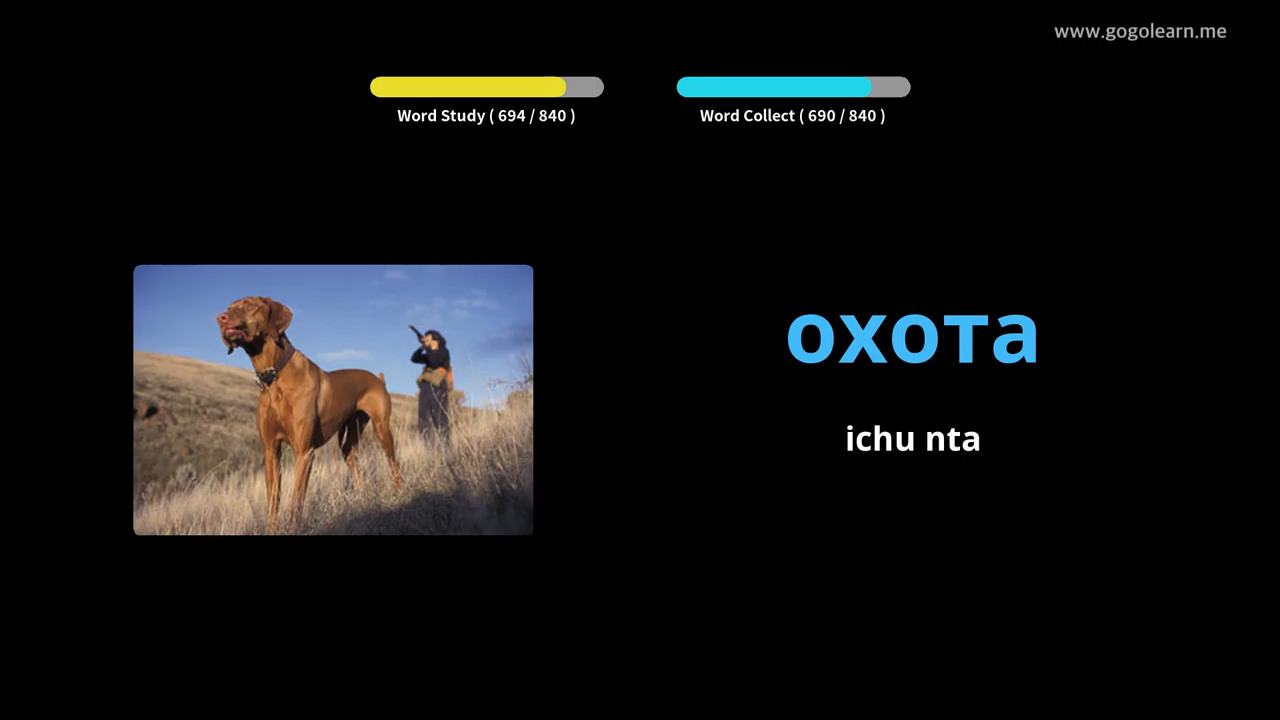 www.gogolearn.me
Word Study ( 694 / 840 )
Word Collect ( 690 / 840 )
охота
ichu nta